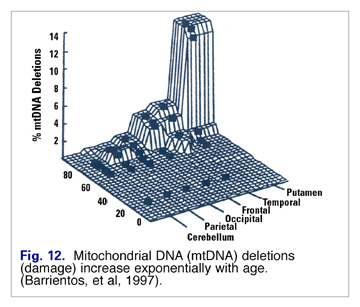 14
12
10
8
6
4
2
% mtDNA Deletions
80
60
40
20
0
Putamen
Temporal
Frontal
Occipital
Parietal
Cerebellum
Fig. 12. Mitochondrial DNA (mtDNA) deletions
(damage) increase exponentially with age.
(Barrientos, et al, 1997).